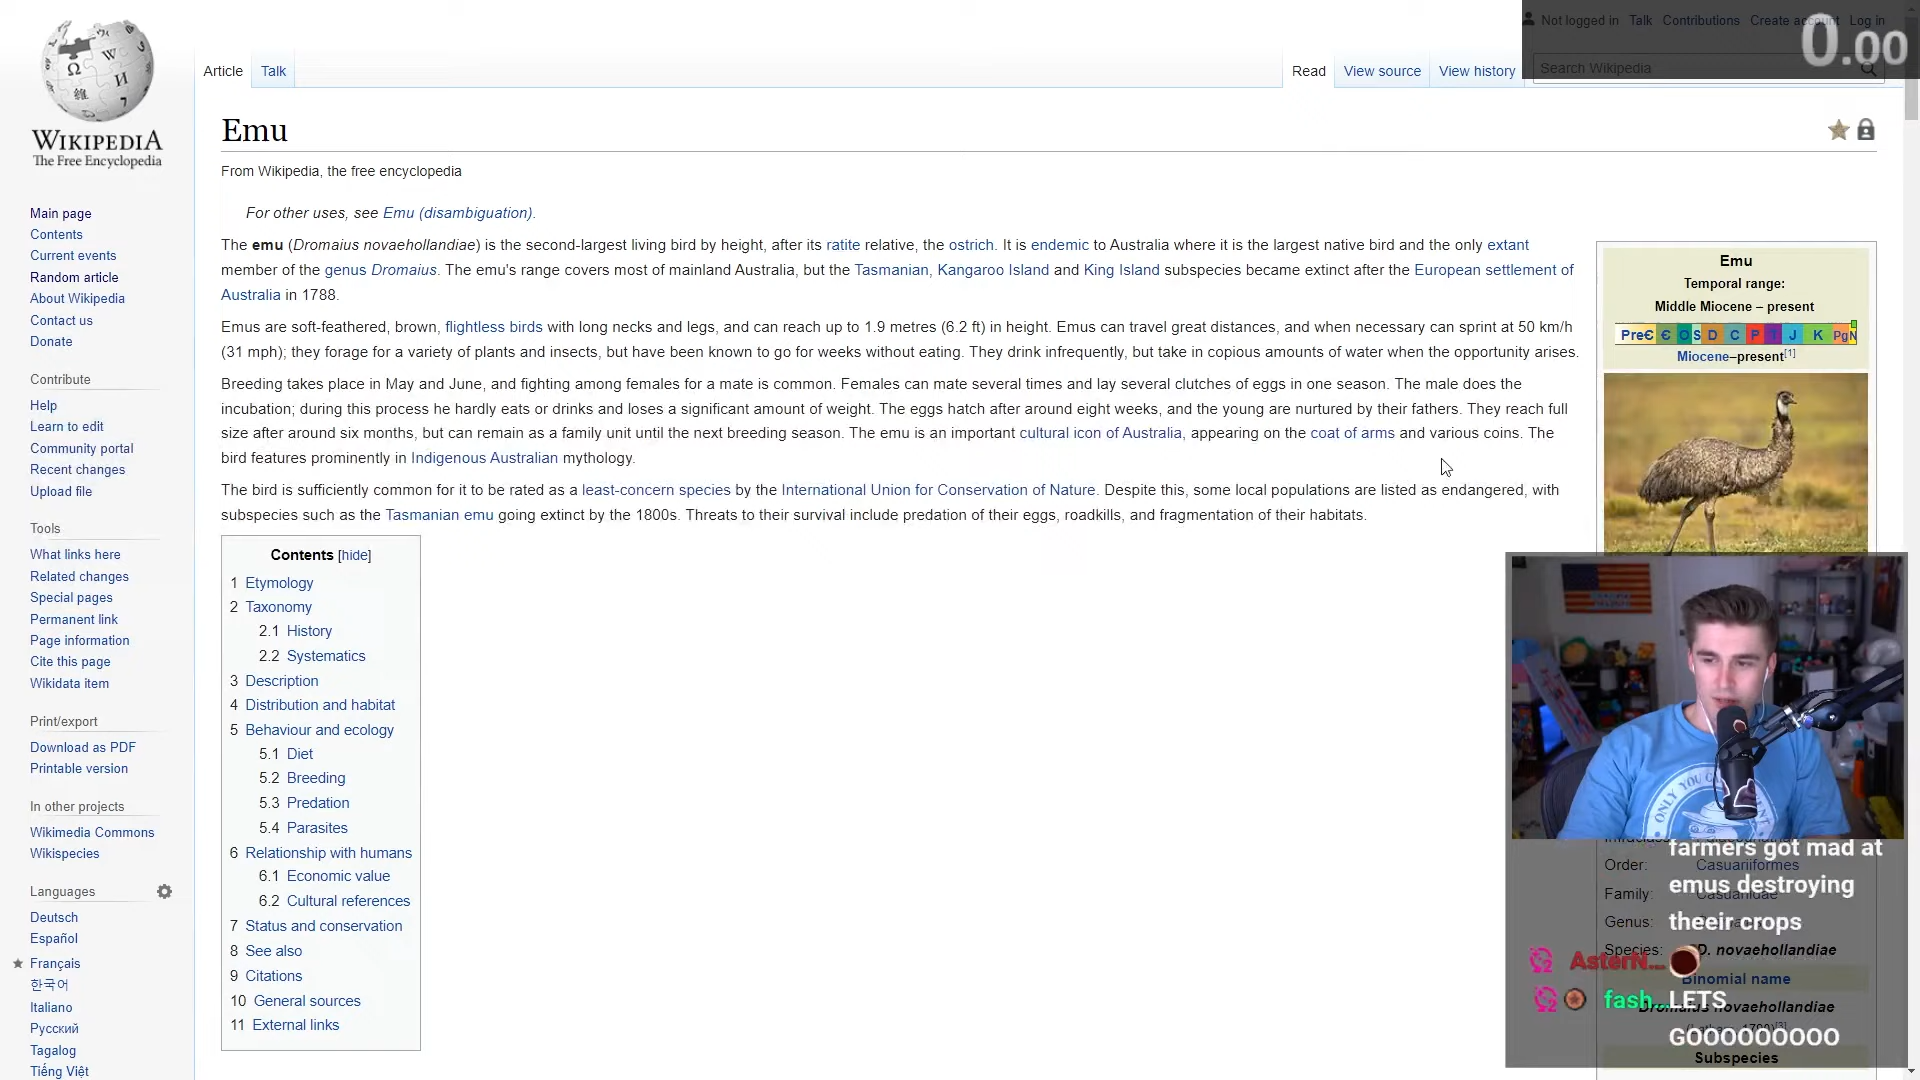 Not logged in Talk Contributions Create account Log in
0.00
Article Talk
Read View source View history
Search Wikipedia
WIKIPEDIA
The Free Encyclopedia
Main page
Contents
Current events
Random article
About Wikipedia
Contact us
Donate
Contribute
Help
Learn to edit
Community portal
Recent changes
Upload file
Tools
What links here
Related changes
Special pages
Permanent link
Page information
Cite this page
Wikidata item
Print/export
Download as PDF
Printable version
In other projects
Wikimedia Commons
Wikispecies
Languages
Deutsch
Español
Français
한국어
Italiano
Русский
Tagalog
Tiếng Việt
Emu
From Wikipedia, the free encyclopedia
For other uses, see Emu (disambiguation).
The emu (Dromaius novaehollandiae) is the second-largest living bird by height, after its ratite relative, the ostrich. It is endemic to Australia where it is the largest native bird and the only extant
member of the genus Dromaius. The emu's range covers most of mainland Australia, but the Tasmanian, Kangaroo Island and King Island subspecies became extinct after the European settlement of
Australia in 1788.
Emus are soft-feathered, brown, flightless birds with long necks and legs, and can reach up to 1.9 metres (6.2 ft) in height. Emus can travel great distances, and when necessary can sprint at 50 km/h
(31 mph); they forage for a variety of plants and insects, but have been known to go for weeks without eating. They drink infrequently, but take in copious amounts of water when the opportunity arises.
Breeding takes place in May and June, and fighting among females for a mate is common. Females can mate several times and lay several clutches of eggs in one season. The male does the
incubation; during this process he hardly eats or drinks and loses a significant amount of weight. The eggs hatch after around eight weeks, and the young are nurtured by their fathers. They reach full
size after around six months, but can remain as a family unit until the next breeding season. The emu is an important cultural icon of Australia, appearing on the coat of arms and various coins. The
bird features prominently in Indigenous Australian mythology.
The bird is sufficiently common for it to be rated as a least-concern species by the International Union for Conservation of Nature. Despite this, some local populations are listed as endangered, with
subspecies such as the Tasmanian emu going extinct by the 1800s. Threats to their survival include predation of their eggs, roadkills, and fragmentation of their habitats.
Contents [hide]
1 Etymology
2 Taxonomy
2.1 History
2.2 Systematics
3 Description
4 Distribution and habitat
5 Behaviour and ecology
5.1 Diet
5.2 Breeding
5.3 Predation
5.4 Parasites
6 Relationship with humans
6.1 Economic value
6.2 Cultural references
7 Status and conservation
8 See also
9 Citations
10 General sources
11 External links
Emu
Temporal range:
Middle Miocene – present
PreꞒ Ꞓ O S D C P T J K Pg N
Miocene–present[1]
ONLY YOU
farmers got mad at
emus destroying
theeir crops
Order: Casuariiformes
Family: Casuariidae
Genus:
Species: D. novaehollandiae
AsterN...
Binomial name
fash... LETS
GOOOOOOOOO
Dromaius novaehollandiae
Subspecies